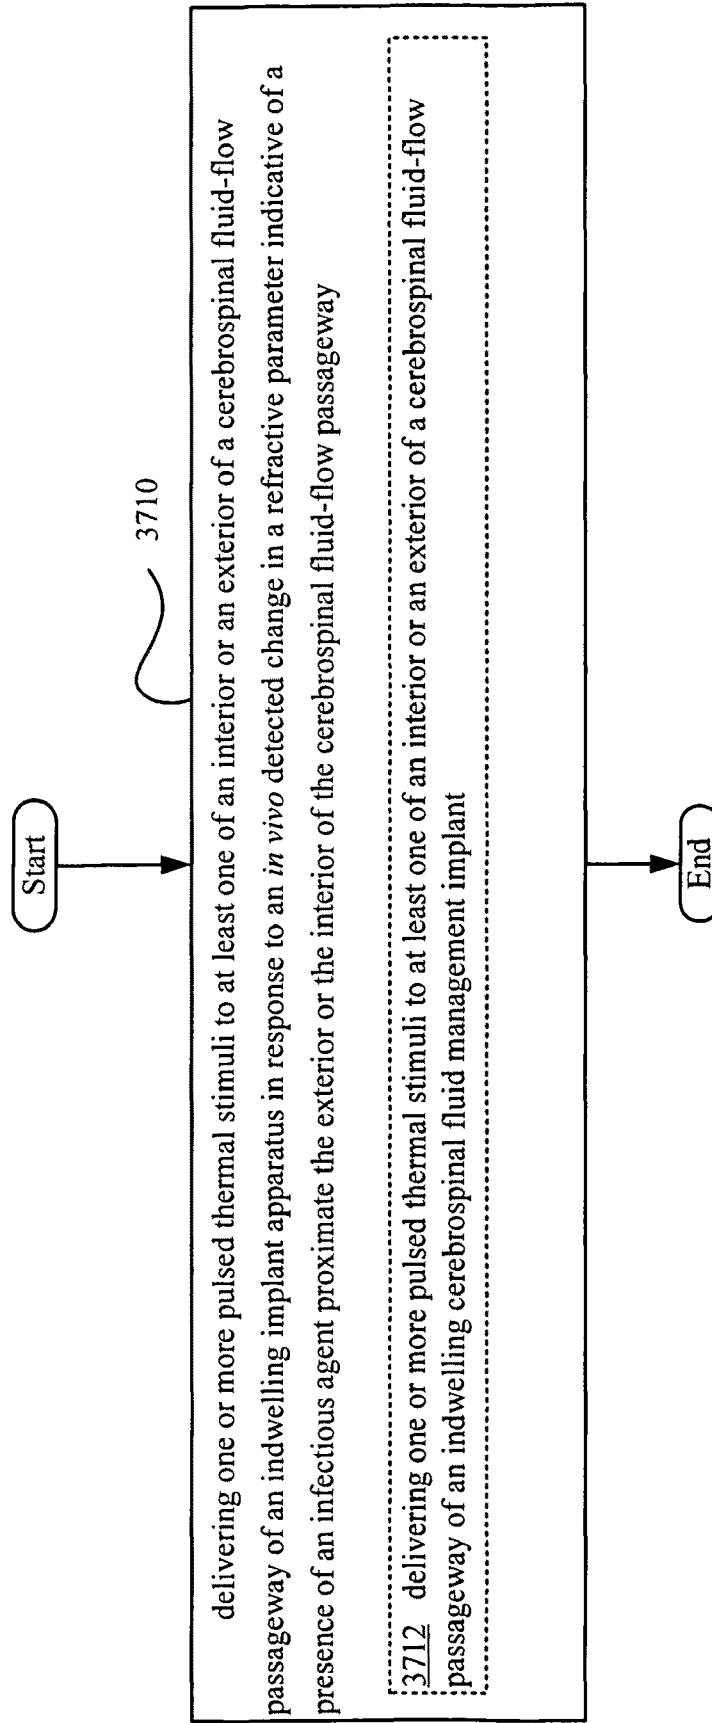 Start
3710
delivering one or more pulsed thermal stimuli to at least one of an interior or an exterior of a cerebrospinal fluid-flow
passageway of an indwelling implant apparatus in response to an in vivo detected change in a refractive parameter indicative of a
presence of an infectious agent proximate the exterior or the interior of the cerebrospinal fluid-flow passageway
3712 delivering one or more pulsed thermal stimuli to at least one of an interior or an exterior of a cerebrospinal fluid-flow
passageway of an indwelling cerebrospinal fluid management implant
End